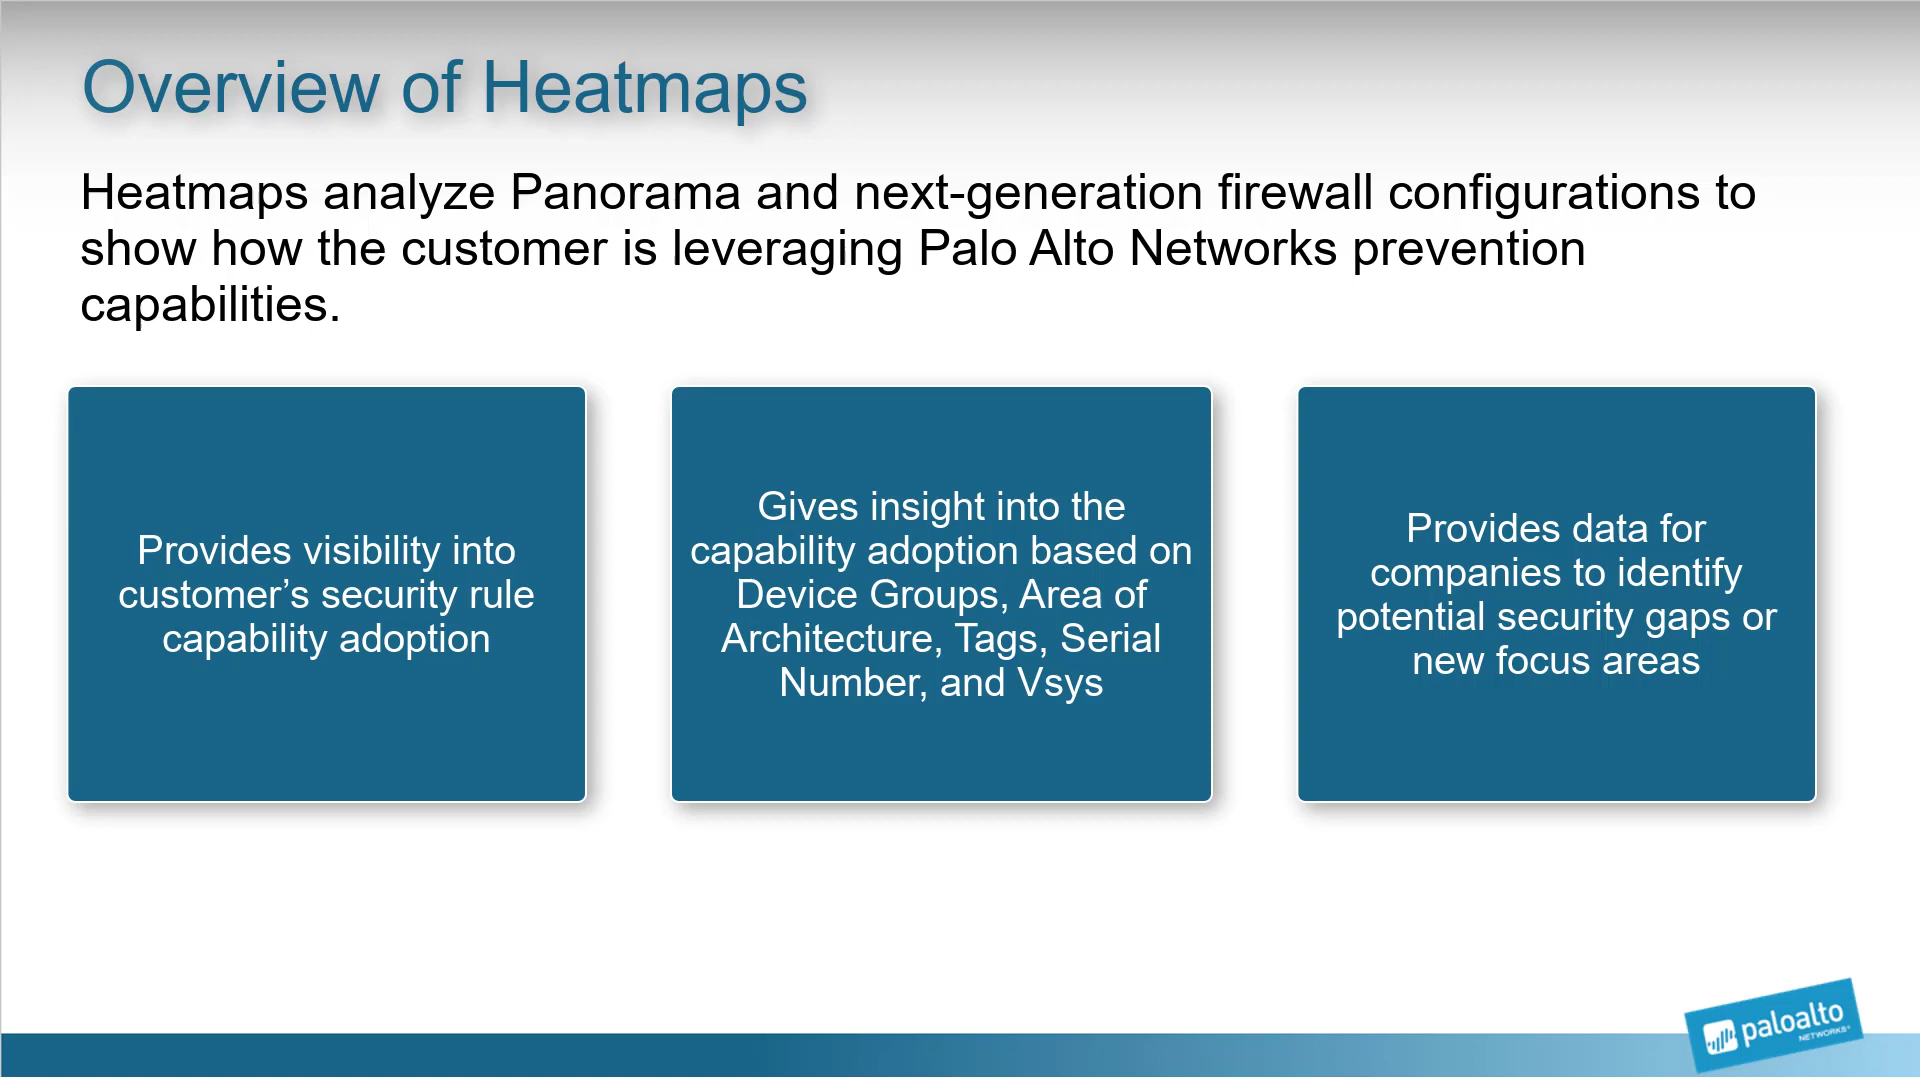 Overview of Heatmaps
Heatmaps analyze Panorama and next-generation firewall configurations to
show how the customer is leveraging Palo Alto Networks prevention
capabilities.
Provides visibility into
customer’s security rule
capability adoption
Gives insight into the
capability adoption based on
Device Groups, Area of
Architecture, Tags, Serial
Number, and Vsys
Provides data for
companies to identify
potential security gaps or
new focus areas
paloalto
NETWORKS®